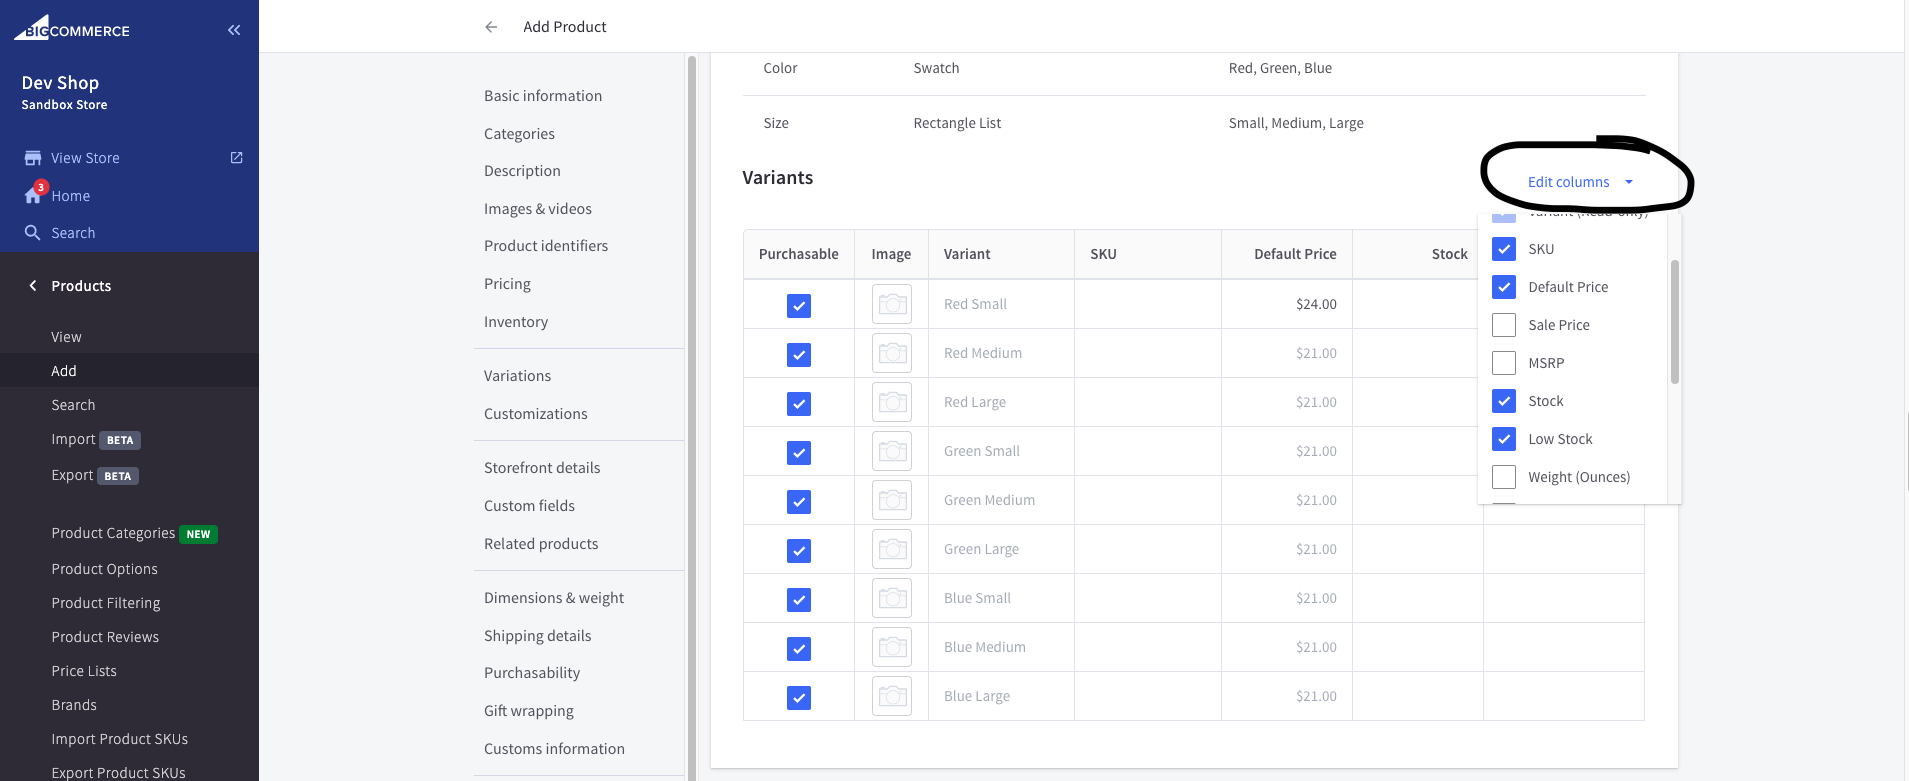 BIGCOMMERCE
Dev Shop
Sandbox Store
View Store
3
Home
Search
Products
View
Add
Search
Import BETA
Export BETA
Product Categories NEW
Product Options
Product Filtering
Product Reviews
Price Lists
Brands
Import Product SKUs
Export Product SKUs
Add Product
Basic information
Categories
Description
Images & videos
Product identifiers
Pricing
Inventory
Variations
Customizations
Storefront details
Custom fields
Related products
Dimensions & weight
Shipping details
Purchasability
Gift wrapping
Customs information
Color Swatch Red, Green, Blue
Size Rectangle List Small, Medium, Large
Variants
Edit columns
Variant (Read-only)
SKU
Default Price
Sale Price
MSRP
Stock
Low Stock
Weight (Ounces)
Purchasable Image Variant SKU Default Price Stock
Red Small $24.00
Red Medium $21.00
Red Large $21.00
Green Small $21.00
Green Medium $21.00
Green Large $21.00
Blue Small $21.00
Blue Medium $21.00
Blue Large $21.00